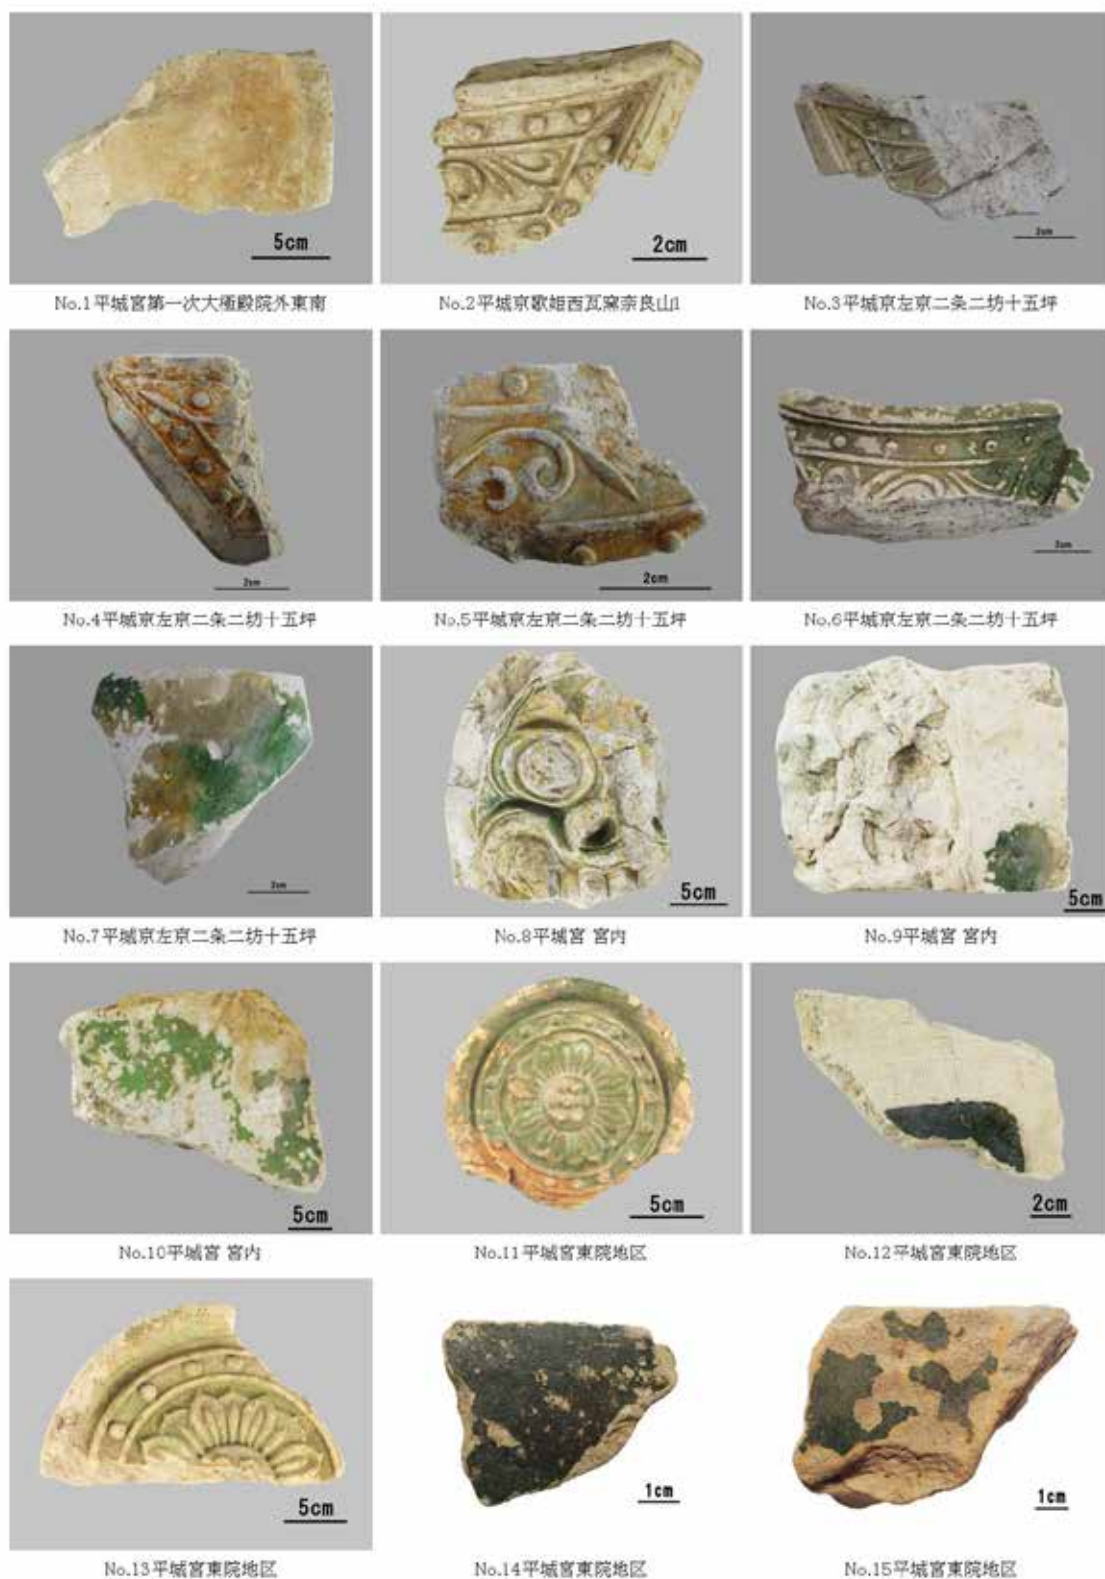 5cm
2cm
2cm
No.1平城宮第一次大極殿院外東南
No.2平城京歌姫西瓦窯奈良山1
No.3平城京左京二条二坊十五坪
2cm
2cm
2cm
No.4平城京左京二条二坊十五坪
No.5平城京左京二条二坊十五坪
No.6平城京左京二条二坊十五坪
2cm
5cm
5cm
No.7平城京左京二条二坊十五坪
No.8平城宮 宮内
No.9平城宮 宮内
5cm
5cm
2cm
No.10平城宮 宮内
No.11平城宮東院地区
No.12平城宮東院地区
5cm
1cm
1cm
No.13平城宮東院地区
No.14平城宮東院地区
No.15平城宮東院地区